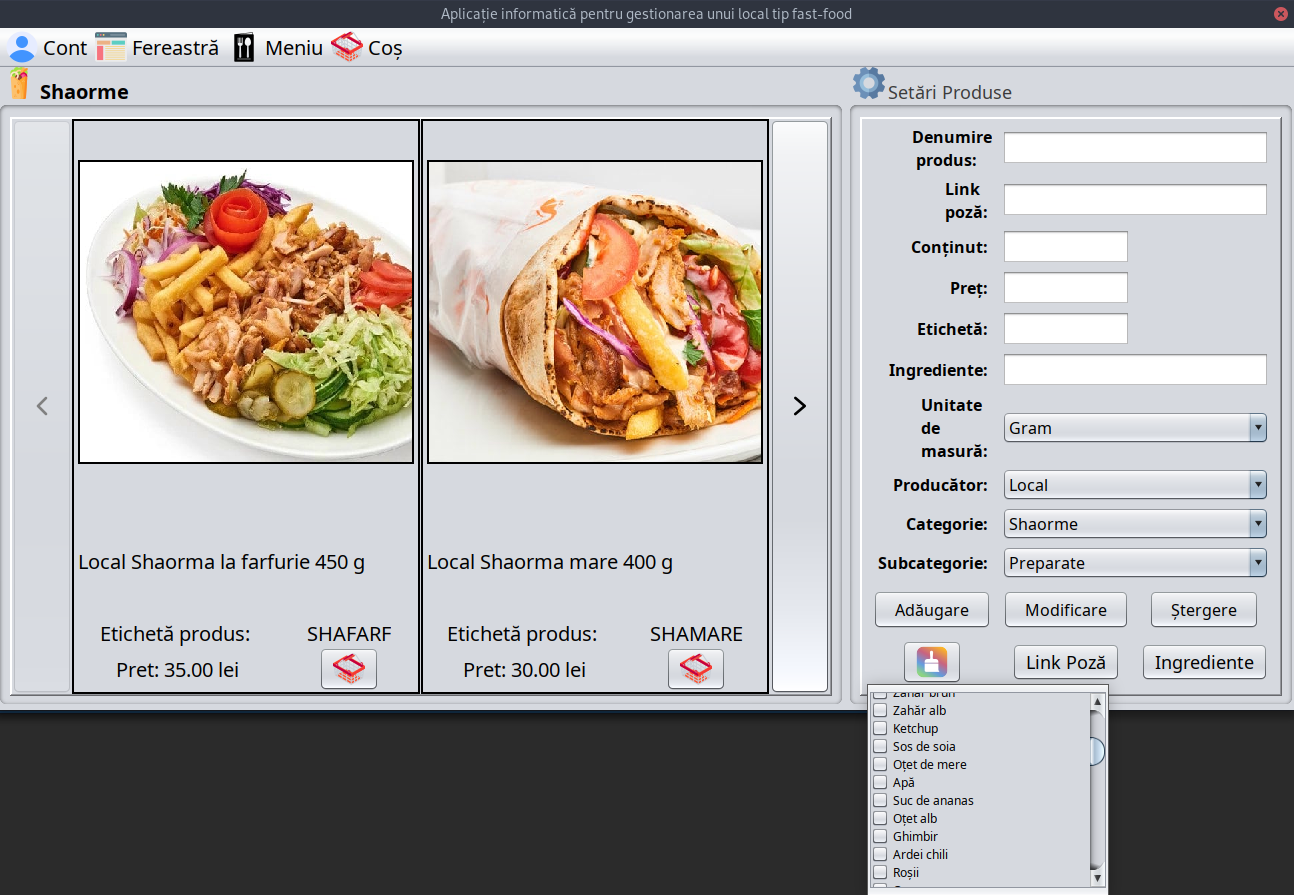 Aplicație informatică pentru gestionarea unui local tip fast-food
Cont Fereastră Meniu Coș
Shaorme
Local Shaorma la farfurie 450 g
Etichetă produs: SHAFARF
Pret: 35.00 lei
Local Shaorma mare 400 g
Etichetă produs: SHAMARE
Pret: 30.00 lei
Setări Produse
Denumire
produs:
Link
poză:
Conținut:
Preț:
Etichetă:
Ingrediente:
Unitate
de
masură:
Gram
Producător: Local
Categorie: Shaorme
Subcategorie: Preparate
Adăugare Modificare Ștergere
Link Poză Ingrediente
Zahăr brun
Zahăr alb
Ketchup
Sos de soia
Oțet de mere
Apă
Suc de ananas
Oțet alb
Ghimbir
Ardei chili
Roșii